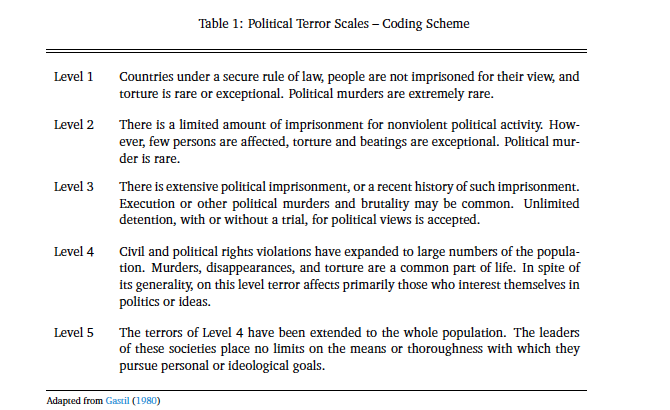 Table 1: Political Terror Scales – Coding Scheme
Level 1 Countries under a secure rule of law, people are not imprisoned for their view, and
torture is rare or exceptional. Political murders are extremely rare.
Level 2 There is a limited amount of imprisonment for nonviolent political activity. How-
ever, few persons are affected, torture and beatings are exceptional. Political mur-
der is rare.
Level 3 There is extensive political imprisonment, or a recent history of such imprisonment.
Execution or other political murders and brutality may be common. Unlimited
detention, with or without a trial, for political views is accepted.
Level 4 Civil and political rights violations have expanded to large numbers of the popula-
tion. Murders, disappearances, and torture are a common part of life. In spite of
its generality, on this level terror affects primarily those who interest themselves in
politics or ideas.
Level 5 The terrors of Level 4 have been extended to the whole population. The leaders
of these societies place no limits on the means or thoroughness with which they
pursue personal or ideological goals.
Adapted from Gastil (1980)